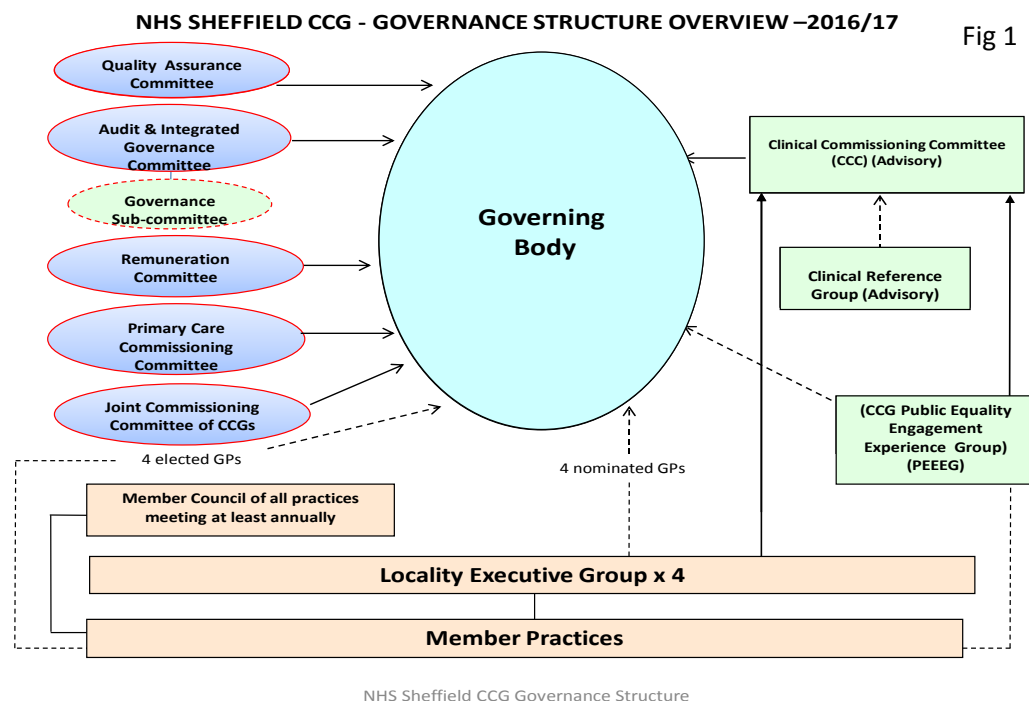 NHS SHEFFIELD CCG - GOVERNANCE STRUCTURE OVERVIEW –2016/17
Fig 1
Quality Assurance
Committee
Audit & Integrated
Governance
Committee
Governance
Sub-committee
Remuneration
Committee
Primary Care
Commissioning
Committee
Joint Commissioning
Committee of CCGs
Governing
Body
Clinical Commissioning Committee
(CCC) (Advisory)
Clinical Reference
Group (Advisory)
(CCG Public Equality
Engagement
Experience Group)
(PEEEG)
4 elected GPs
4 nominated GPs
Member Council of all practices
meeting at least annually
Locality Executive Group x 4
Member Practices
NHS Sheffield CCG Governance Structure